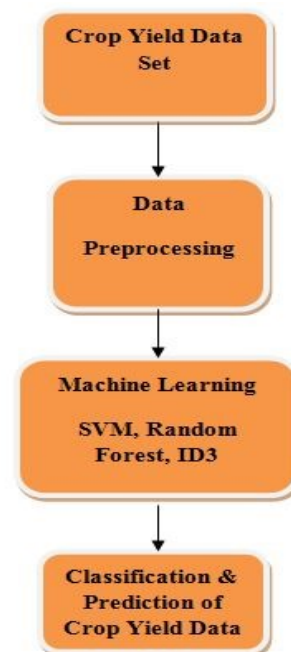 Crop Yield Data
Set
Data
Preprocessing
Machine Learning
SVM, Random
Forest, ID3
Classification &
Prediction of
Crop Yield Data